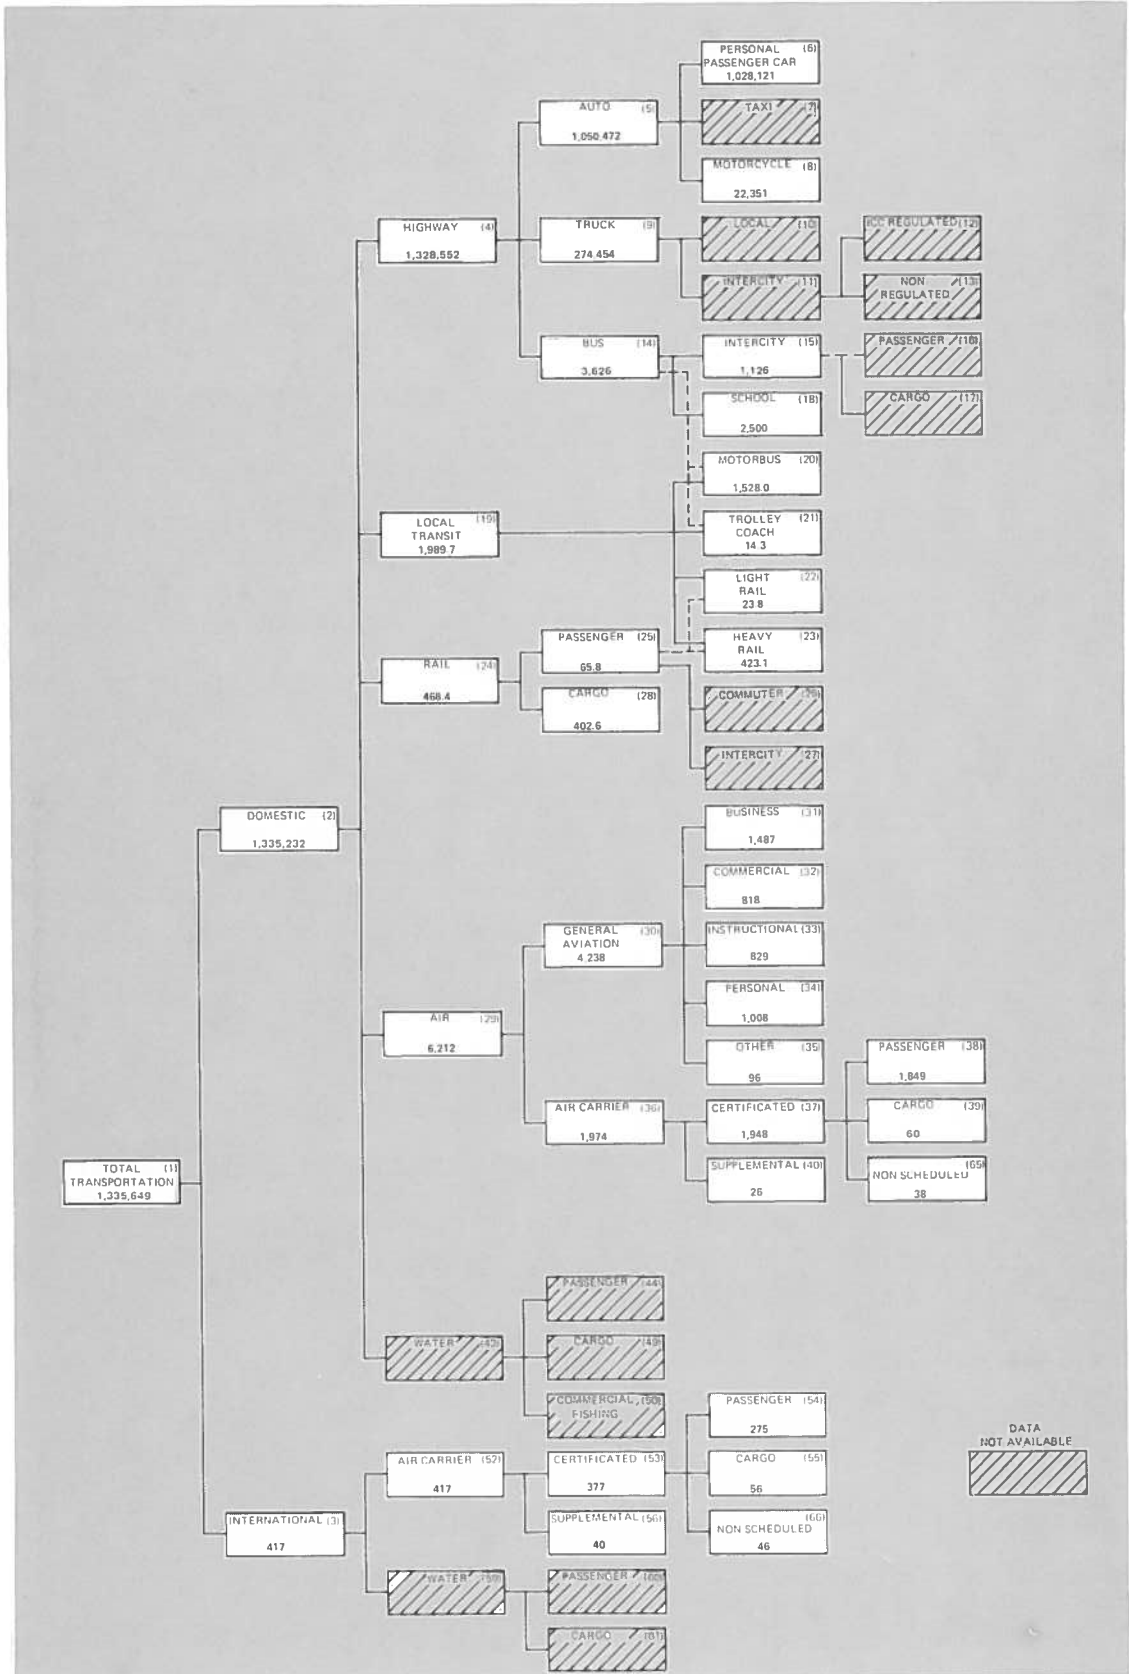 PERSONAL (6)
PASSENGER CAR
1,028,121
AUTO (5)
1,050,472
TAXI (7)
MOTORCYCLE (8)
22,351
HIGHWAY (4)
1,328,552
TRUCK (9)
274,454
LOCAL (10)
ICC REGULATED (12)
INTERCITY (11)
NON (13)
REGULATED
BUS (14)
3,626
INTERCITY (15)
1,126
PASSENGER (16)
SCHOOL (18)
2,500
CARGO (17)
MOTORBUS (20)
1,528.0
LOCAL (19)
TRANSIT
1,989.7
TROLLEY (21)
COACH
14.3
LIGHT (22)
RAIL
23.8
PASSENGER (25)
65.8
HEAVY (23)
RAIL
423.1
RAIL (24)
468.4
CARGO (28)
402.6
COMMUTER
INTERCITY (27)
DOMESTIC (2)
1,335,232
BUSINESS (31)
1,487
COMMERCIAL (32)
818
GENERAL (30)
AVIATION
4,238
INSTRUCTIONAL (33)
829
PERSONAL (34)
1,008
AIR (29)
6,212
OTHER (35)
96
PASSENGER (38)
1,849
AIR CARRIER (36)
1,974
CERTIFICATED (37)
1,948
CARGO (39)
60
SUPPLEMENTAL (40)
26
NON SCHEDULED (65)
38
TOTAL (1)
TRANSPORTATION
1,335,649
PASSENGER (44)
WATER (43)
CARGO (49)
COMMERCIAL (50)
FISHING
PASSENGER (54)
275
AIR CARRIER (52)
417
CERTIFICATED (53)
377
CARGO (55)
56
INTERNATIONAL (3)
417
SUPPLEMENTAL (56)
40
NON SCHEDULED (66)
46
WATER (59)
PASSENGER (60)
CARGO (61)
DATA
NOT AVAILABLE